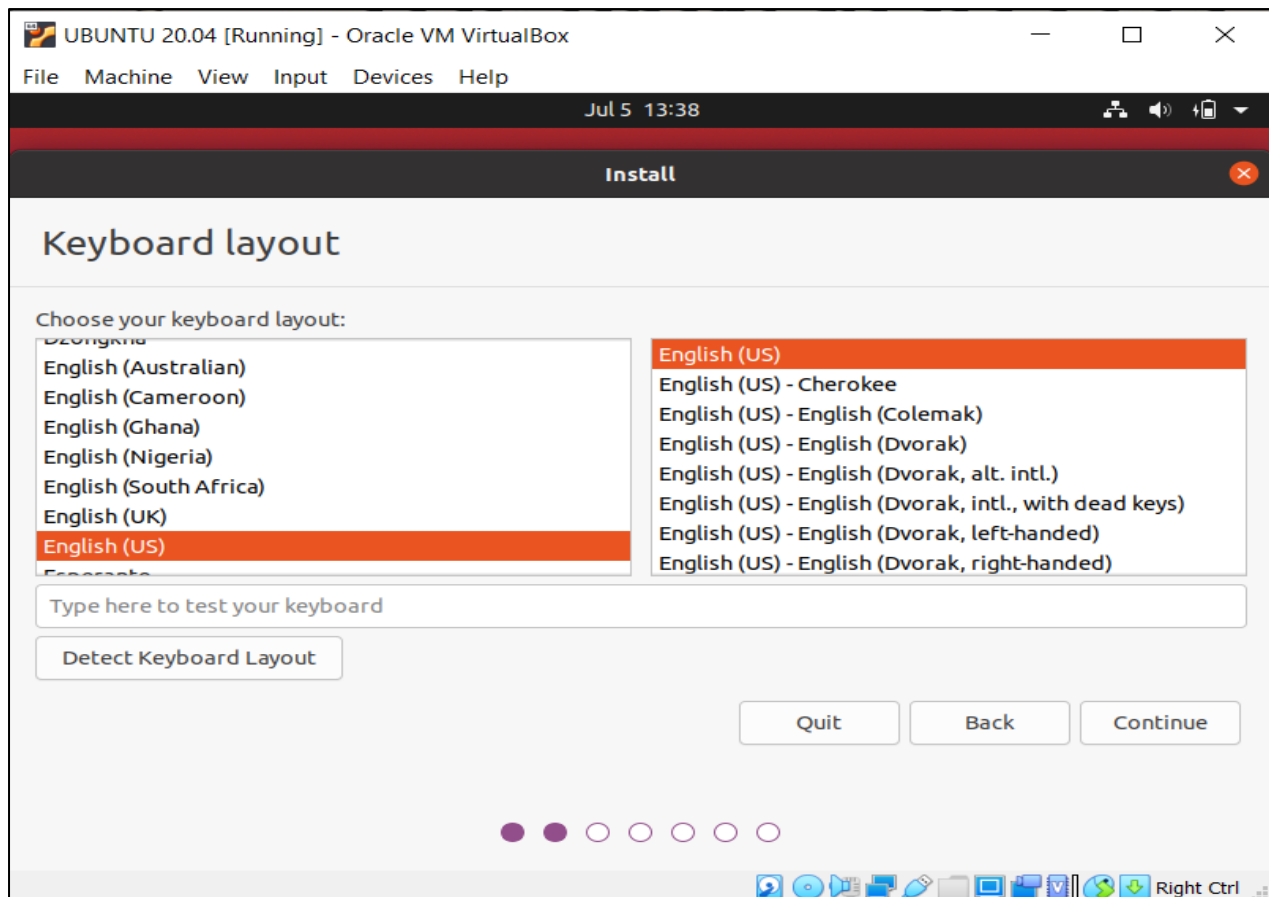 UBUNTU 20.04 [Running] - Oracle VM VirtualBox
File Machine View Input Devices Help
Jul 5 13:38
Install
Keyboard layout
Choose your keyboard layout:
Dzongkha
English (Australian)
English (Cameroon)
English (Ghana)
English (Nigeria)
English (South Africa)
English (UK)
English (US)
Esperanto
English (US)
English (US) - Cherokee
English (US) - English (Colemak)
English (US) - English (Dvorak)
English (US) - English (Dvorak, alt. intl.)
English (US) - English (Dvorak, intl., with dead keys)
English (US) - English (Dvorak, left-handed)
English (US) - English (Dvorak, right-handed)
Type here to test your keyboard
Detect Keyboard Layout
Quit Back Continue
Right Ctrl